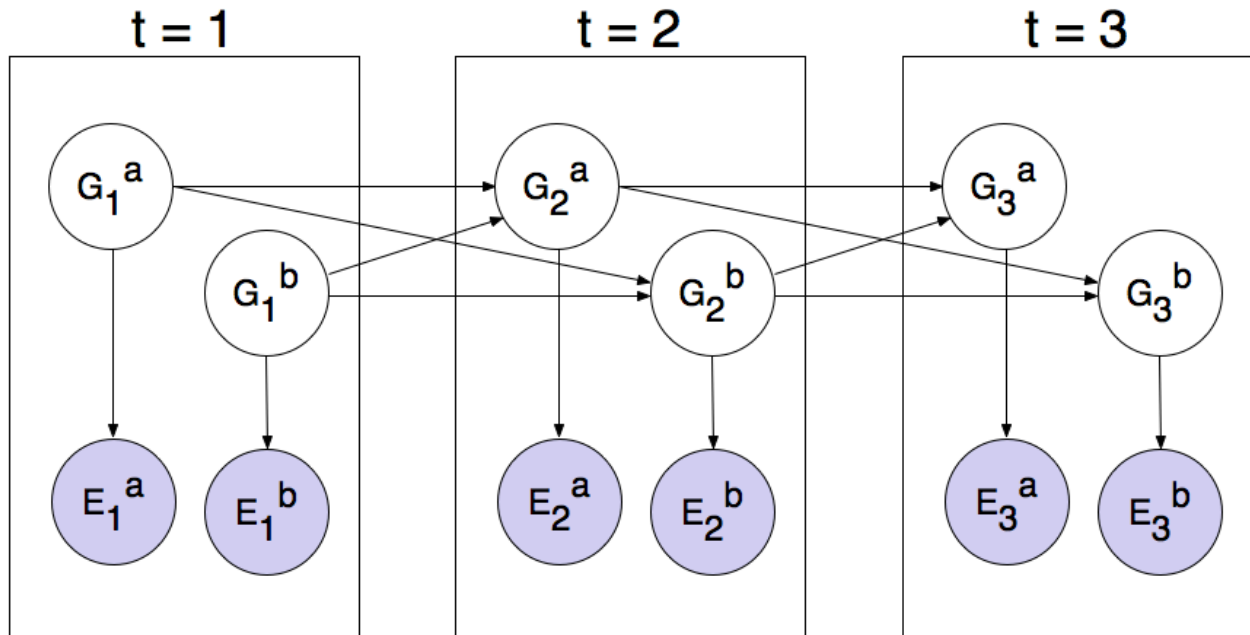 t = 1
t = 2
t = 3
G₁ᵃ
G₂ᵃ
G₃ᵃ
G₁ᵇ
G₂ᵇ
G₃ᵇ
E₁ᵃ
E₁ᵇ
E₂ᵃ
E₂ᵇ
E₃ᵃ
E₃ᵇ